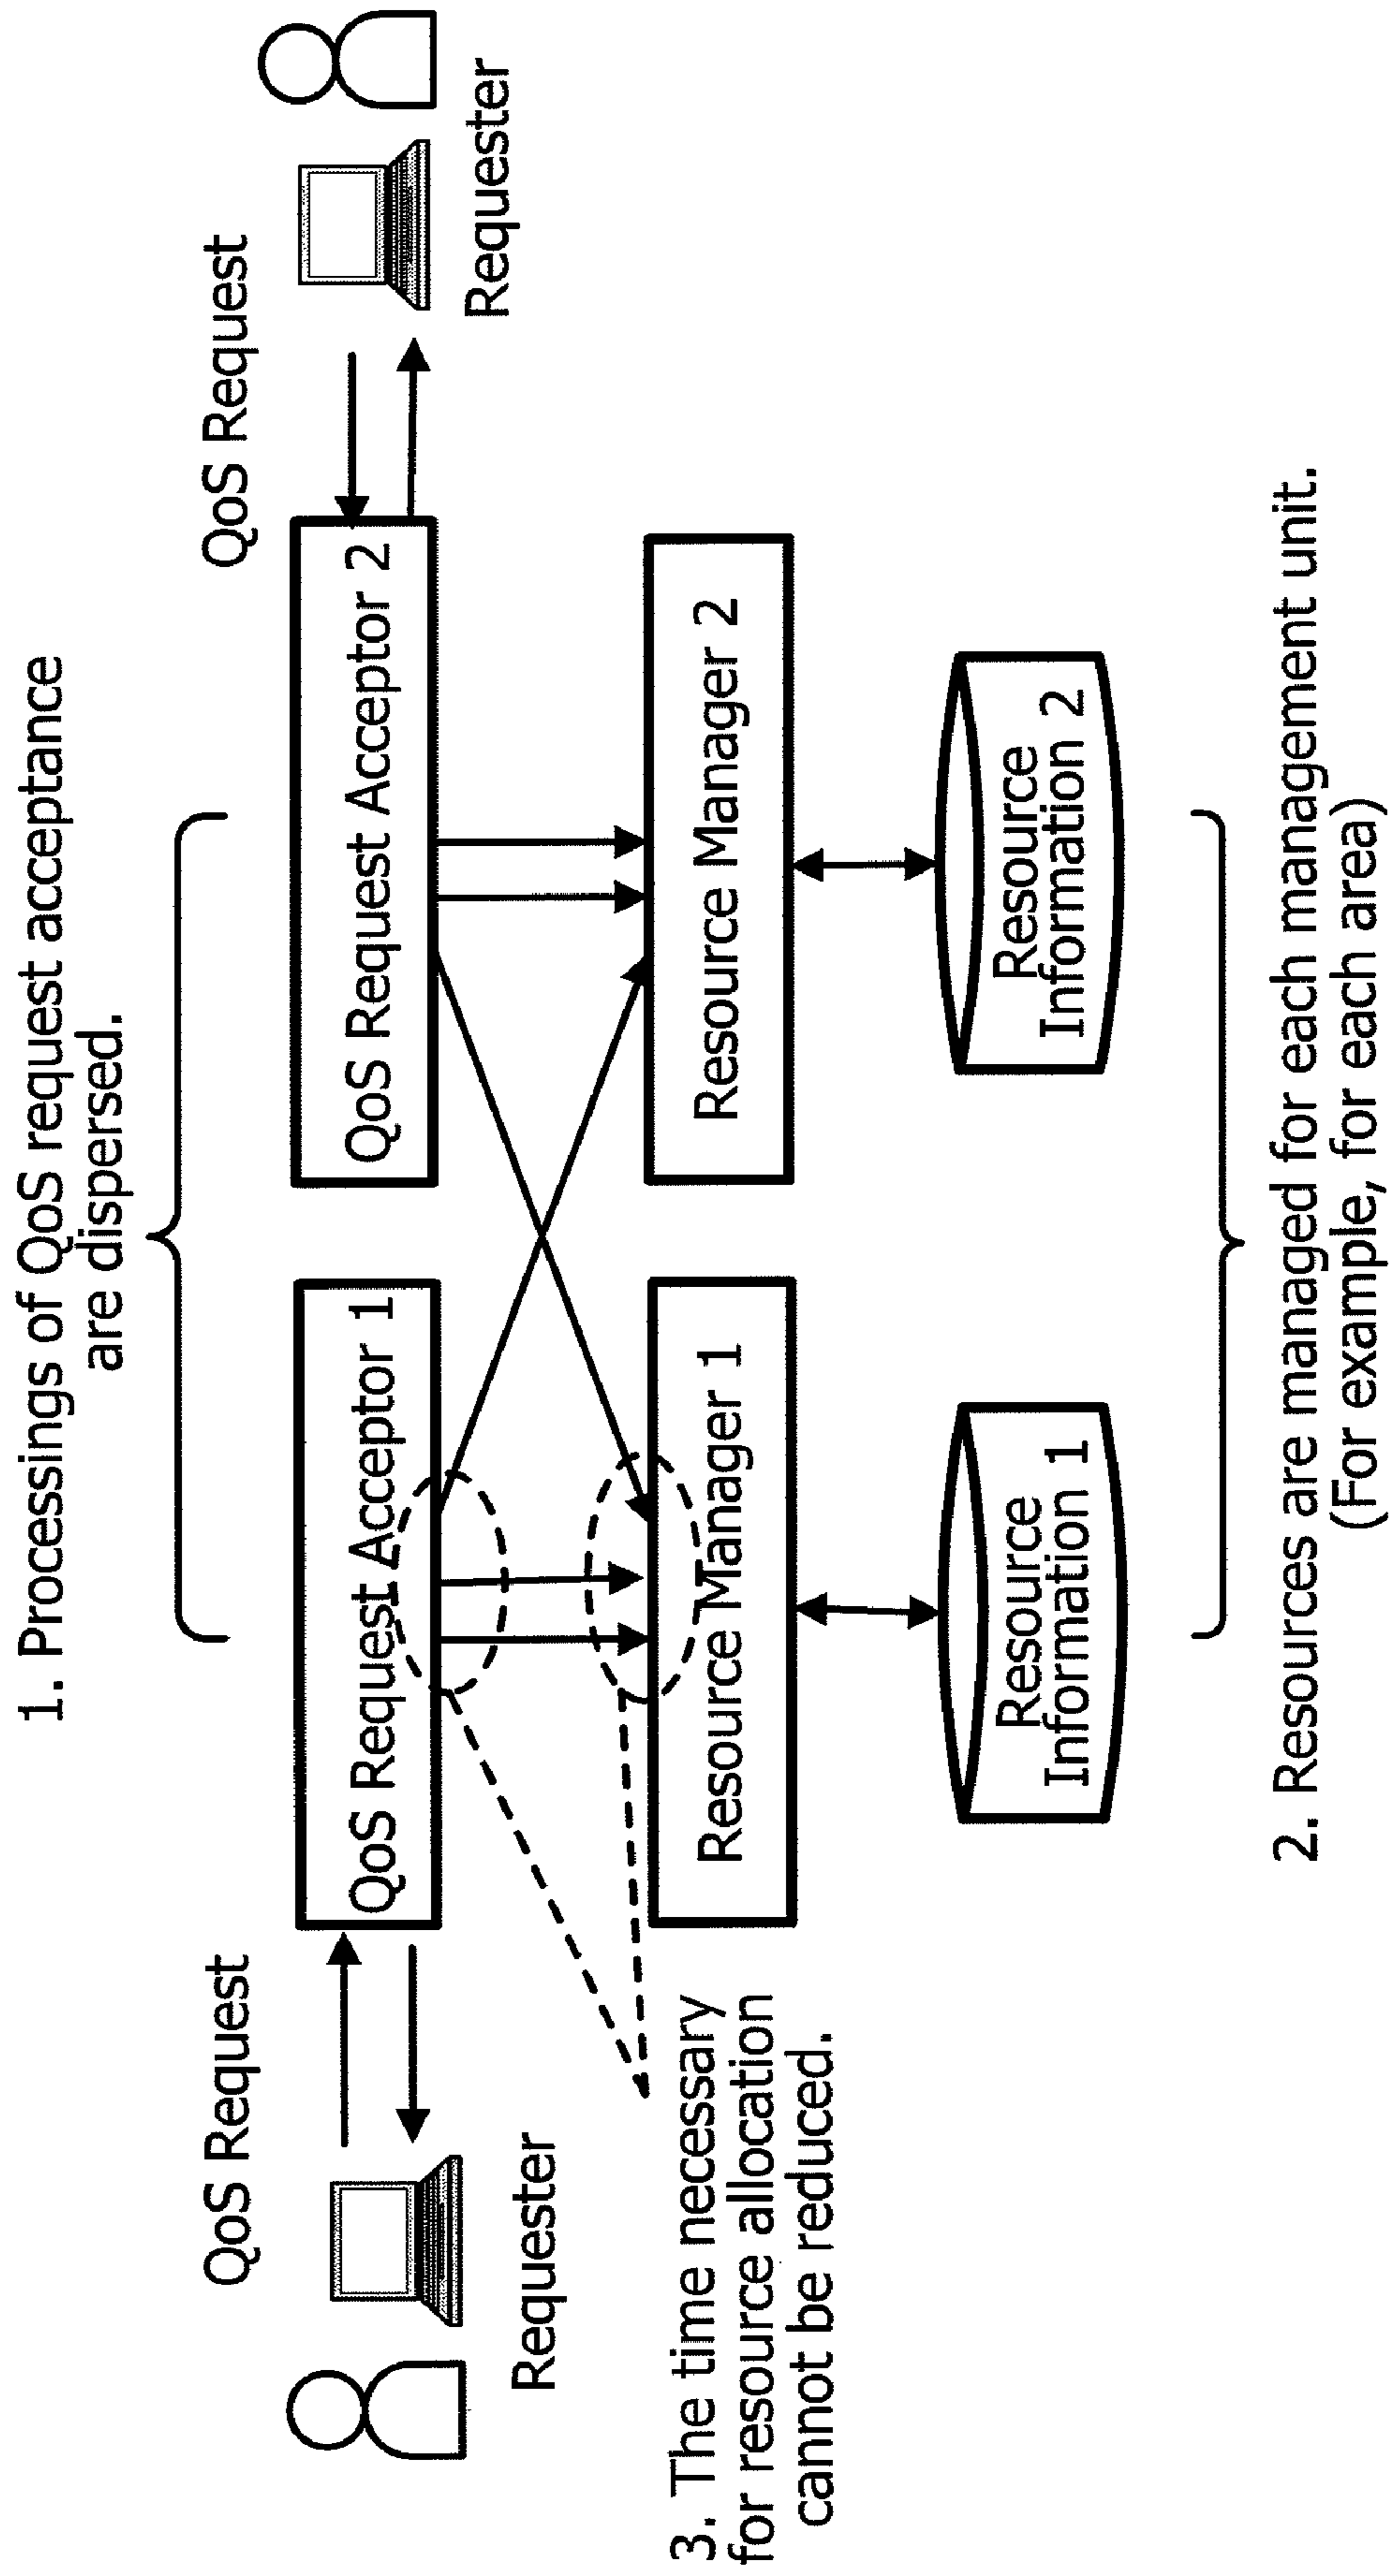 1. Processings of QoS request acceptance
are dispersed.
QoS Request
QoS Request
QoS Request Acceptor 1
QoS Request Acceptor 2
Requester
Requester
3. The time necessary
for resource allocation
cannot be reduced.
Resource Manager 1
Resource Manager 2
Resource
Information 1
Resource
Information 2
2. Resources are managed for each management unit.
(For example, for each area)